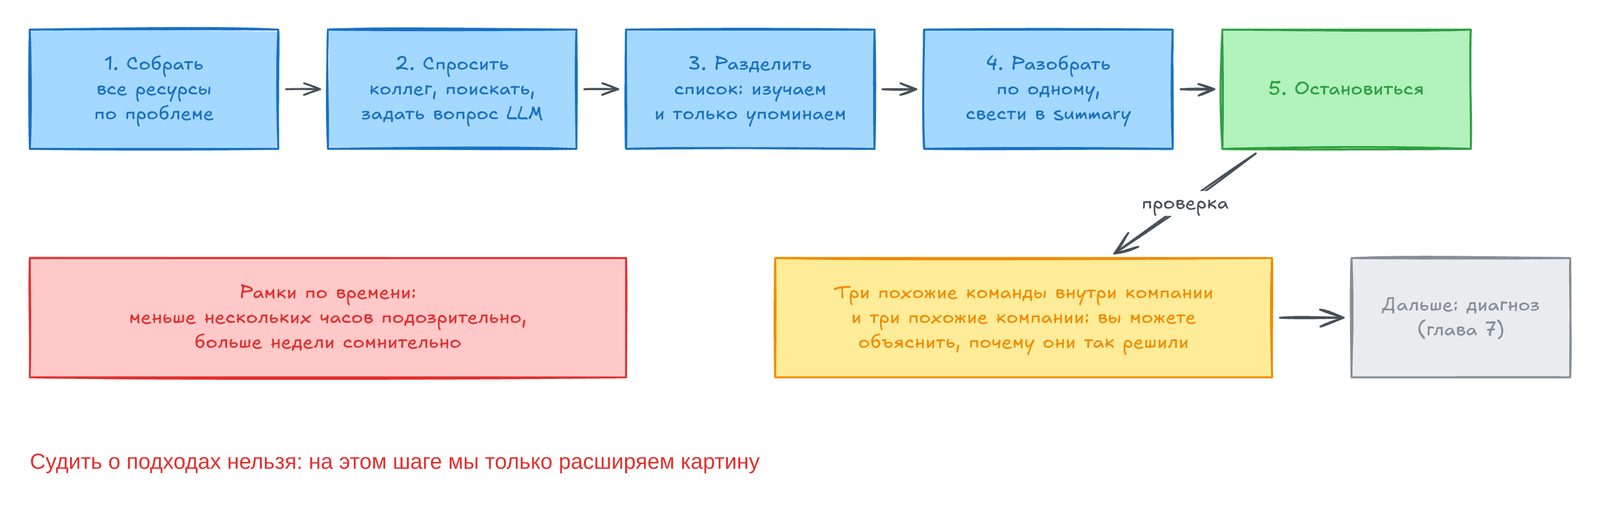 1. Собрать
все ресурсы
по проблеме
2. Спросить
коллег, поискать,
задать вопрос LLM
3. Разделить
список: изучаем
и только упоминаем
4. Разобрать
по одному,
свести в summary
5. Остановиться
проверка
Рамки по времени:
меньше нескольких часов подозрительно,
больше недели сомнительно
Три похожие команды внутри компании
и три похожие компании: вы можете
объяснить, почему они так решили
Дальше: диагноз
(глава 7)
Судить о подходах нельзя: на этом шаге мы только расширяем картину